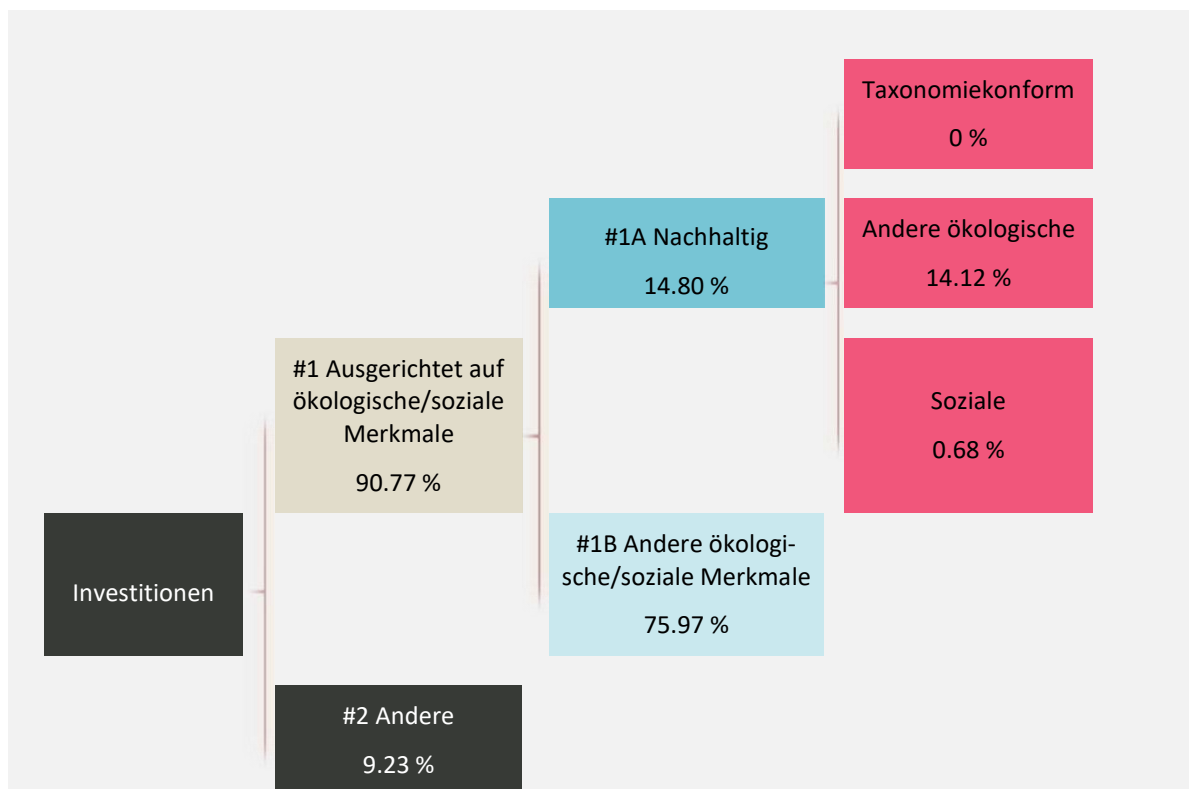 Taxonomiekonform
0 %
#1A Nachhaltig
14.80 %
Andere ökologische
14.12 %
#1 Ausgerichtet auf
ökologische/soziale
Merkmale
90.77 %
Soziale
0.68 %
Investitionen
#1B Andere ökologi-
sche/soziale Merkmale
75.97 %
#2 Andere
9.23 %